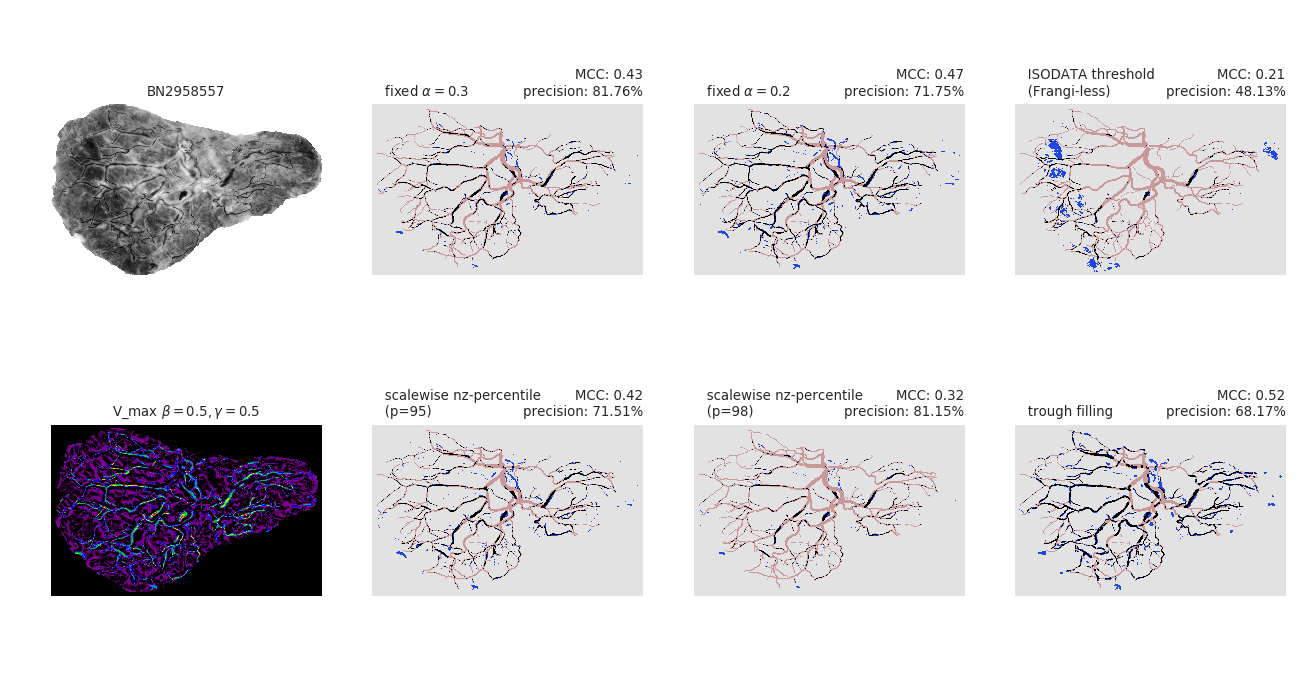 BN2958557
MCC: 0.43
fixed α = 0.3 precision: 81.76%
MCC: 0.47
fixed α = 0.2 precision: 71.75%
ISODATA threshold MCC: 0.21
(Frangi-less) precision: 48.13%
V_max β = 0.5, γ = 0.5
scalewise nz-percentile MCC: 0.42
(p=95) precision: 71.51%
scalewise nz-percentile MCC: 0.32
(p=98) precision: 81.15%
MCC: 0.52
trough filling precision: 68.17%